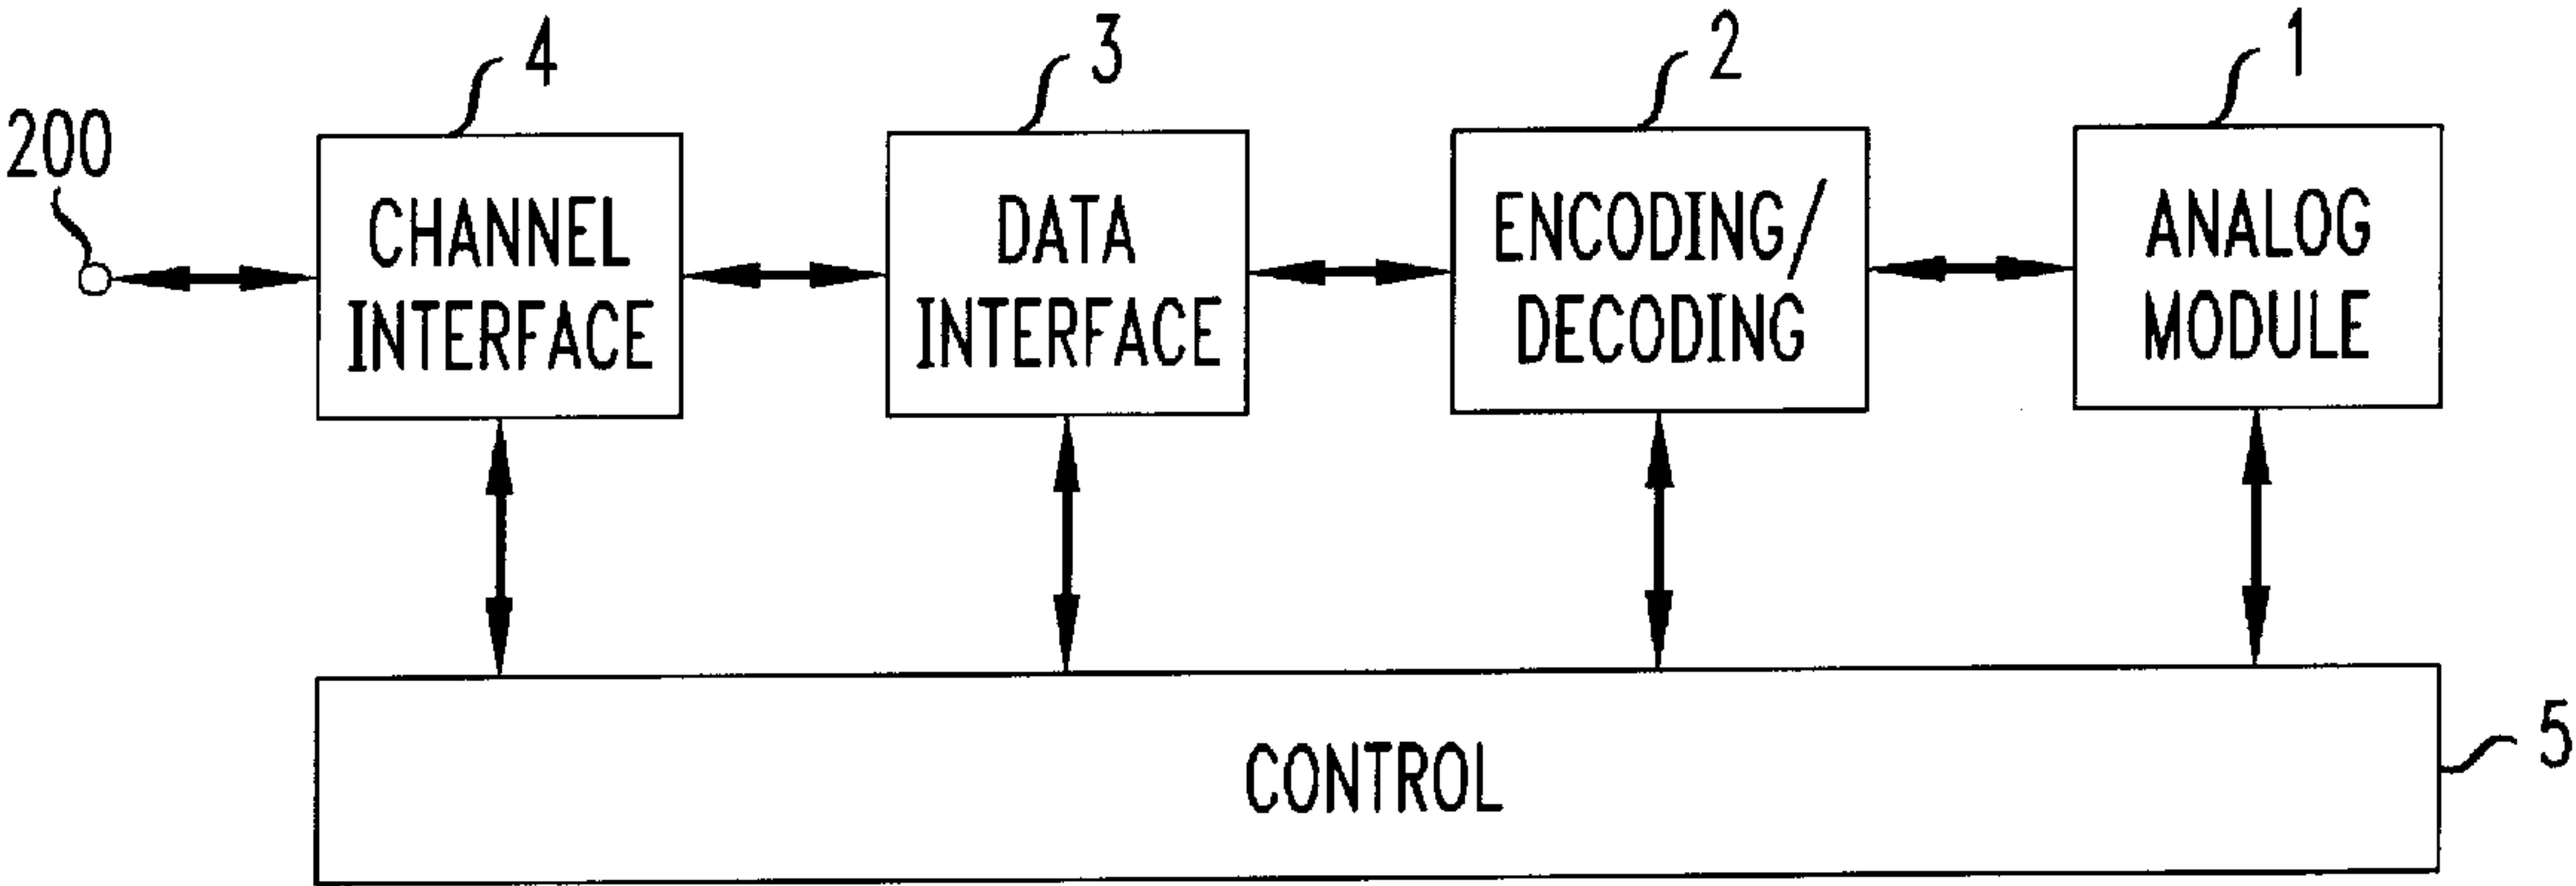 4
3
2
1
200
CHANNEL
INTERFACE
DATA
INTERFACE
ENCODING/
DECODING
ANALOG
MODULE
CONTROL
5